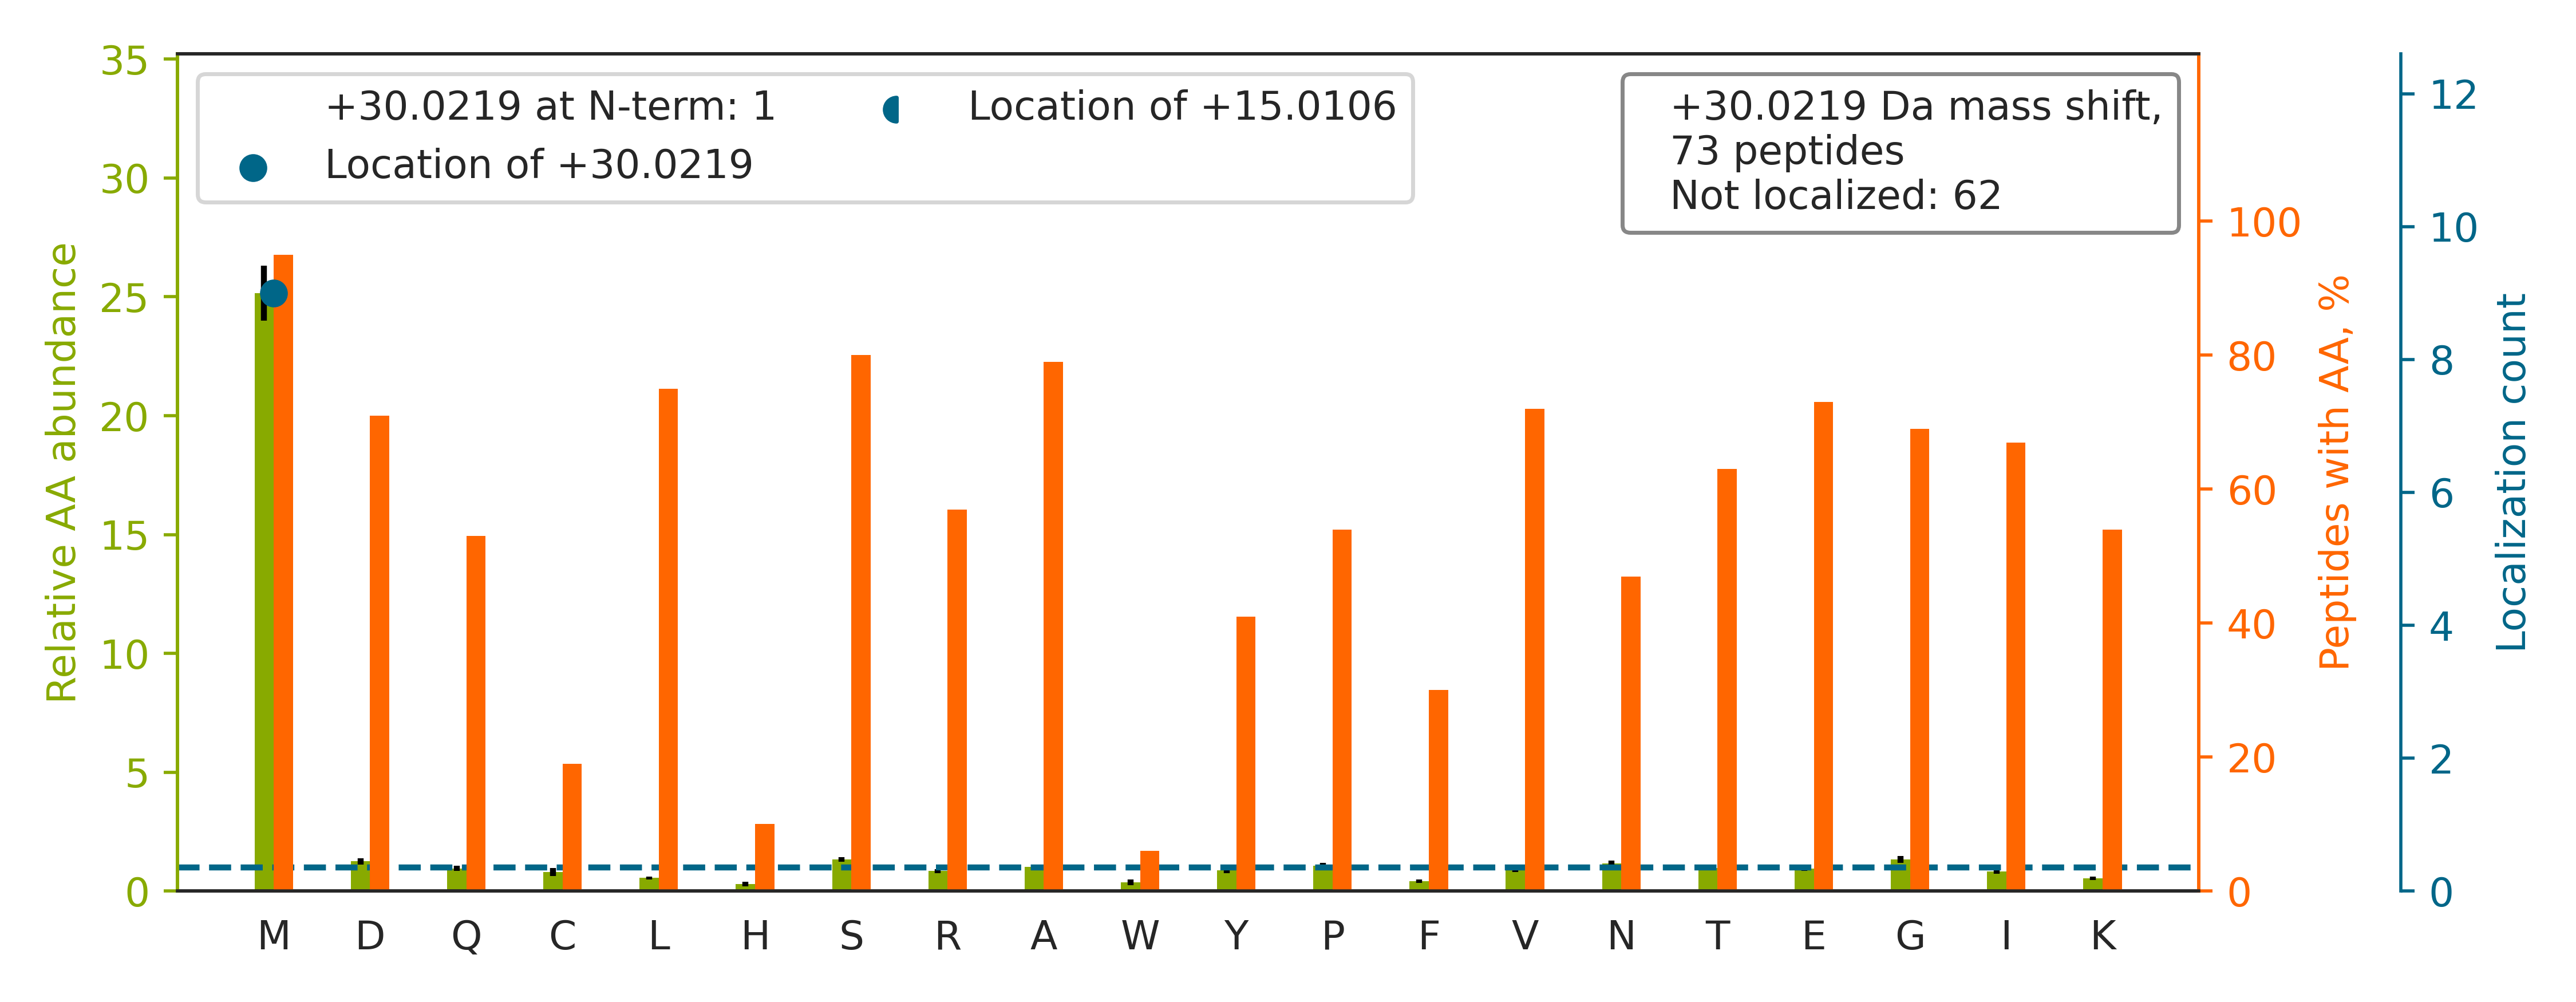 35
30
25
20
15
10
5
0
Relative AA abundance
+30.0219 at N-term: 1
Location of +30.0219
Location of +15.0106
+30.0219 Da mass shift,
73 peptides
Not localized: 62
M D Q C L H S R A W Y P F V N T E G I K
100
80
60
40
20
0
Peptides with AA, %
12
10
8
6
4
2
0
Localization count